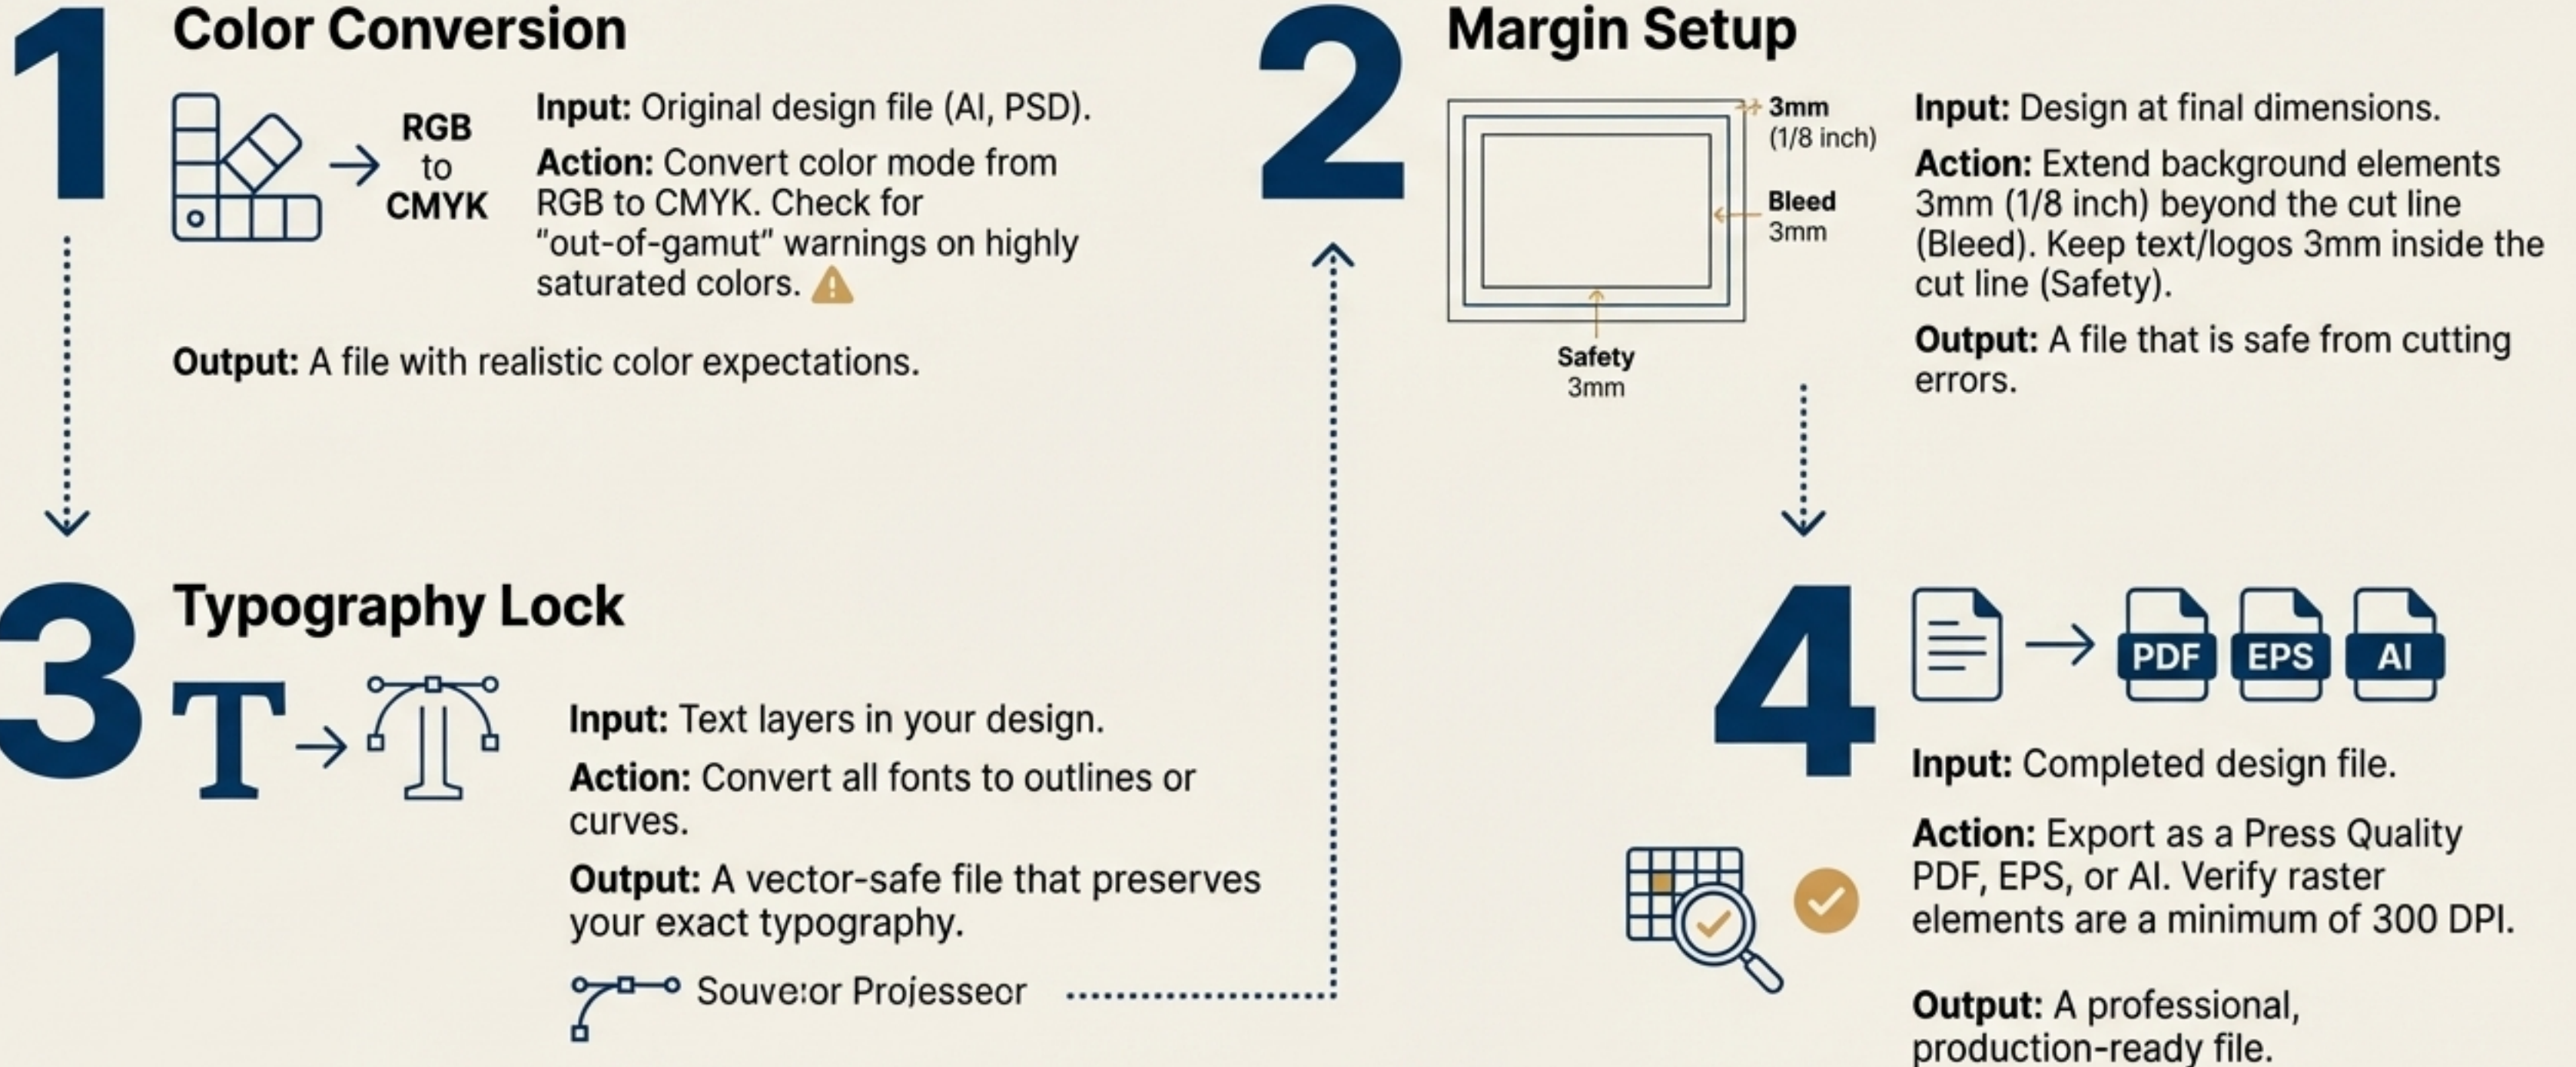 1
Color Conversion
RGB
to
CMYK
Input: Original design file (AI, PSD).
Action: Convert color mode from
RGB to CMYK. Check for
"out-of-gamut" warnings on highly
saturated colors.
Output: A file with realistic color expectations.
2
Margin Setup
3mm
(1/8 inch)
Bleed
3mm
Safety
3mm
Input: Design at final dimensions.
Action: Extend background elements
3mm (1/8 inch) beyond the cut line
(Bleed). Keep text/logos 3mm inside the
cut line (Safety).
Output: A file that is safe from cutting
errors.
3
Typography Lock
T
Input: Text layers in your design.
Action: Convert all fonts to outlines or
curves.
Output: A vector-safe file that preserves
your exact typography.
4
PDF
EPS
AI
Input: Completed design file.
Action: Export as a Press Quality
PDF, EPS, or AI. Verify raster
elements are a minimum of 300 DPI.
Output: A professional,
production-ready file.